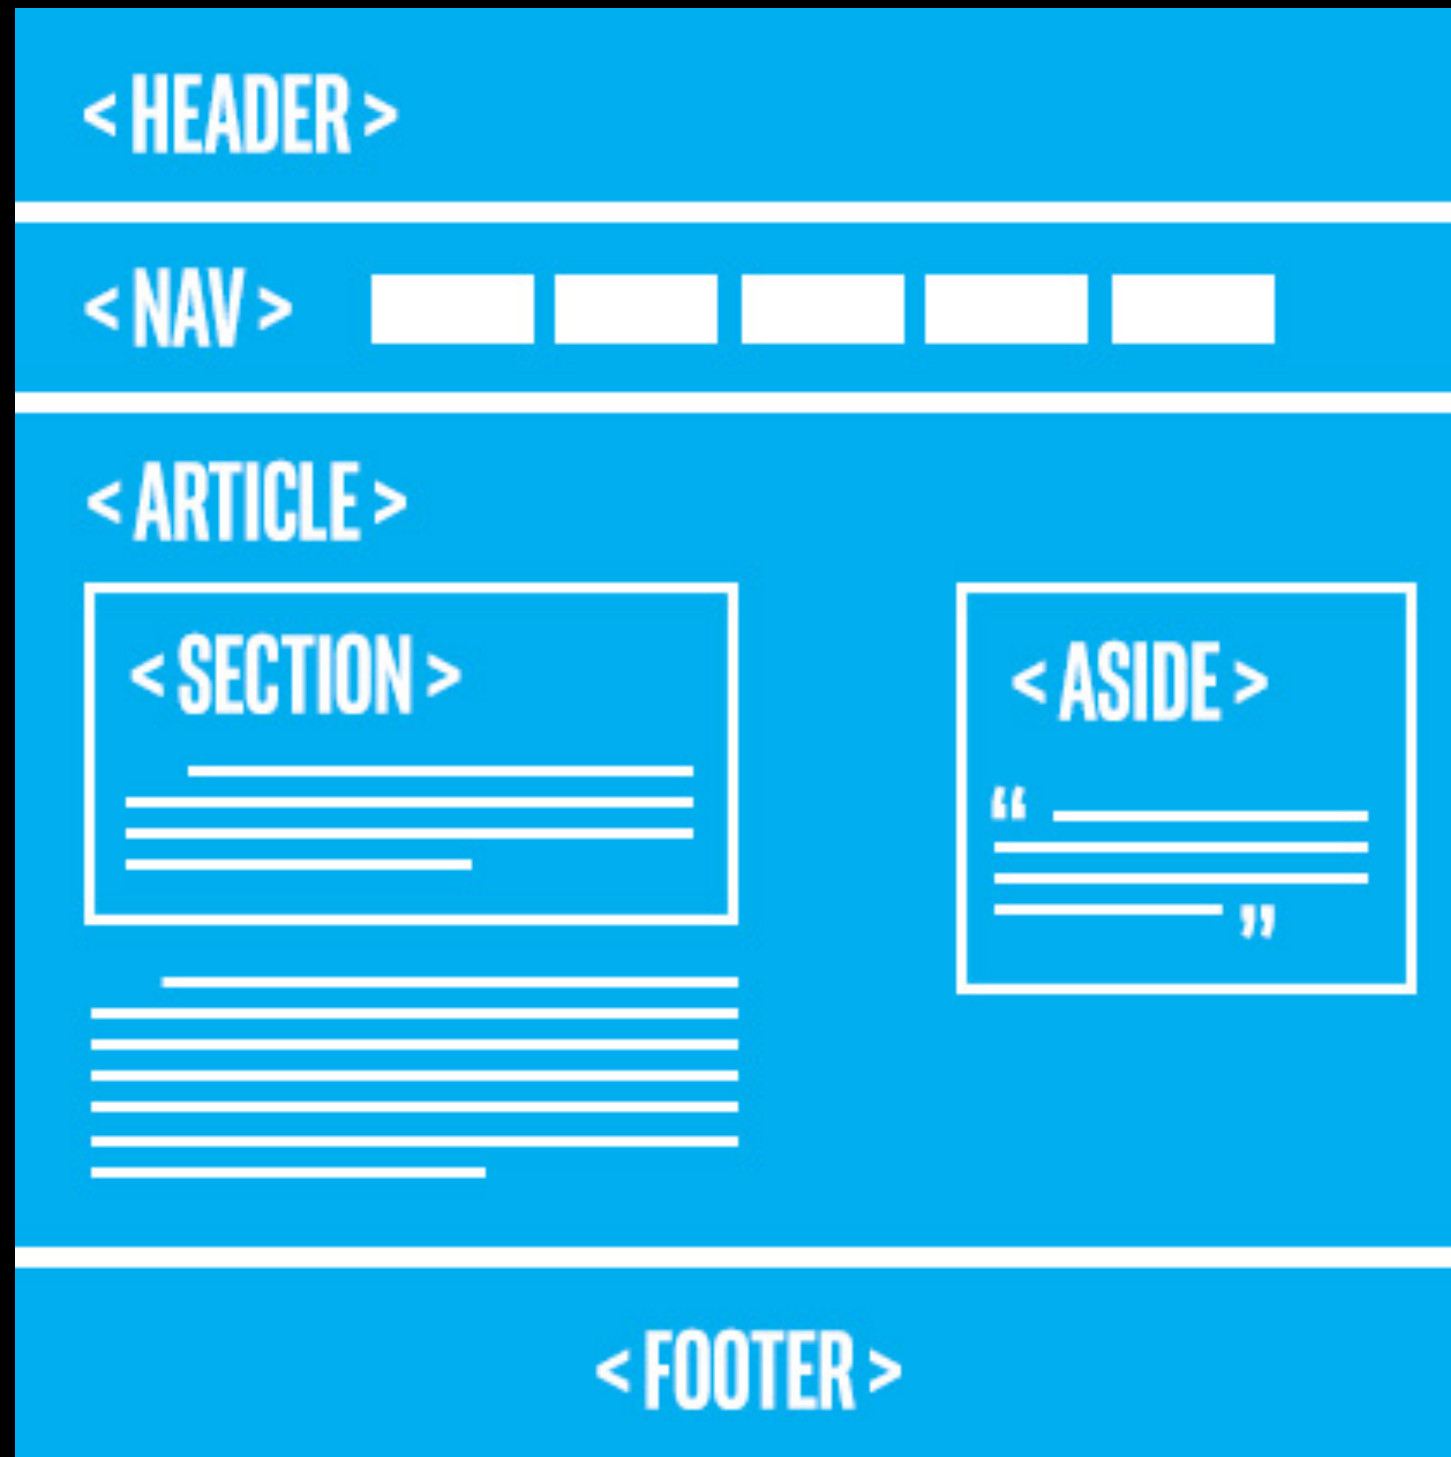 <HEADER>
<NAV>
<ARTICLE>
<SECTION>
<ASIDE>
“
”
<FOOTER>